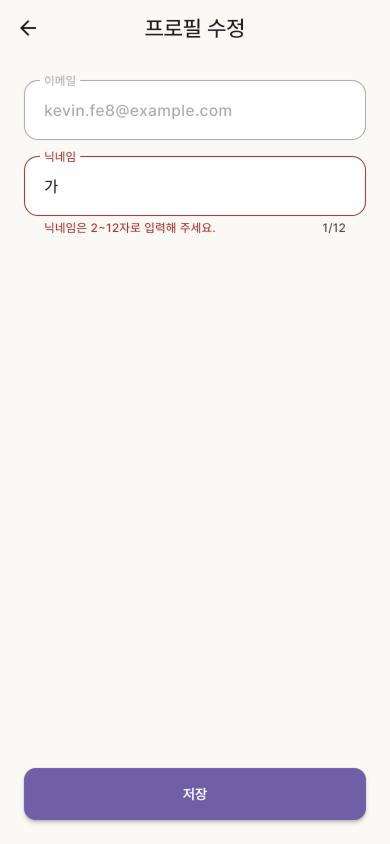 프로필 수정
이메일
kevin.fe8@example.com
닉네임
가
닉네임은 2~12자로 입력해 주세요.
1/12
저장